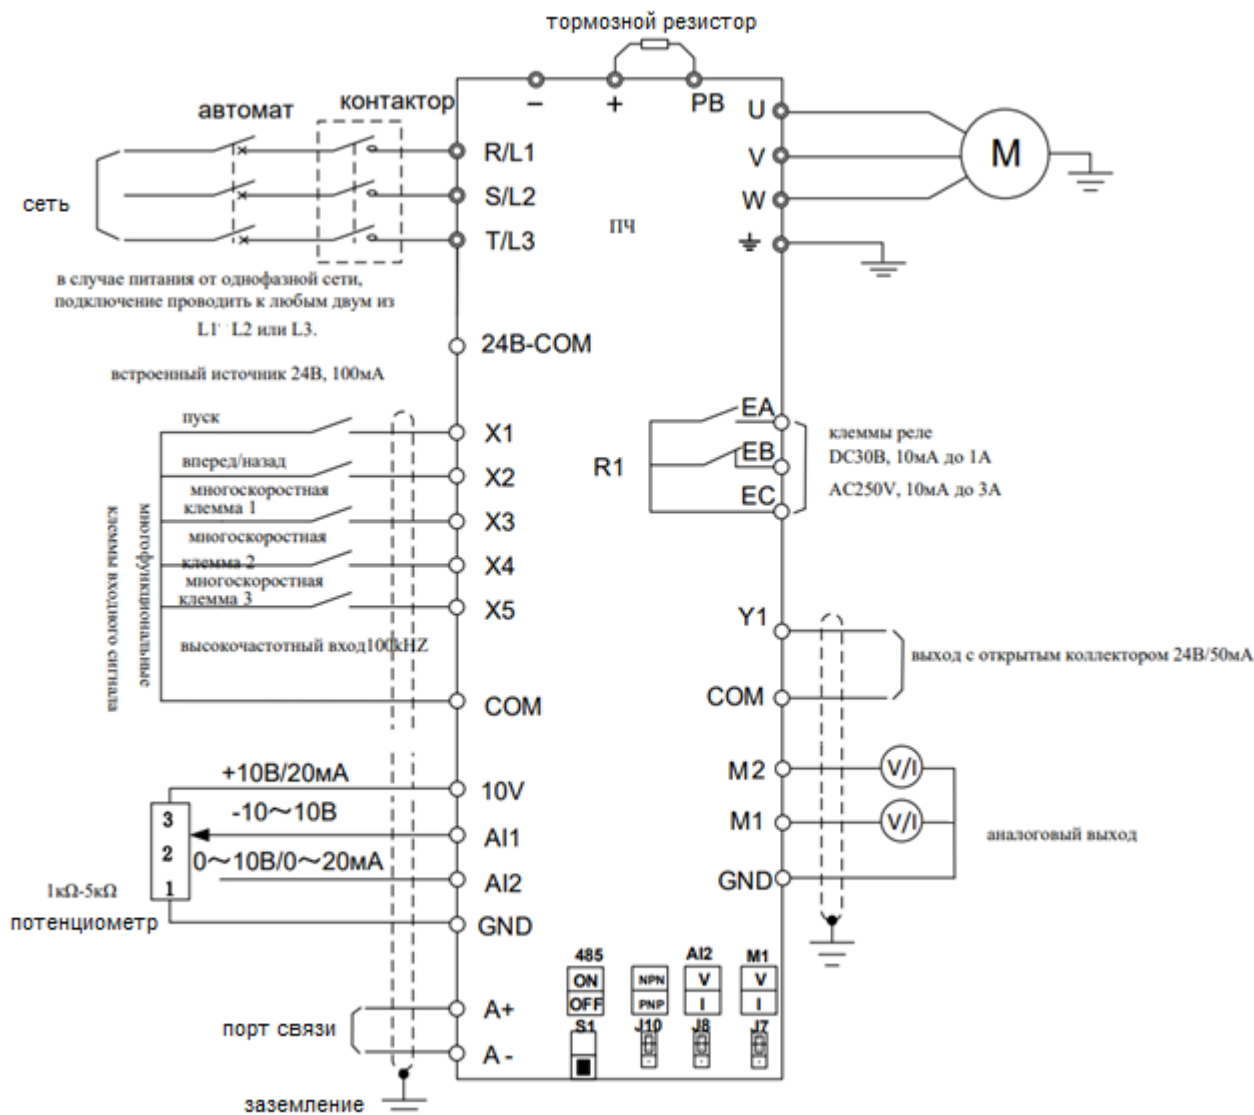 тормозной резистор
автомат
контактор
−
+
PB
U
V
W
M
R/L1
S/L2
T/L3
сеть
ПЧ
в случае питания от однофазной сети,
подключение проводить к любым двум из
L1' L2 или L3.
24B-COM
встроенный источник 24В, 100мА
пуск
X1
вперед/назад
X2
многоскоростная
клемма 1
X3
многоскоростная
клемма 2
X4
многоскоростная
клемма 3
X5
многофункциональные
клеммы входного сигнала
высокочастотный вход100kHZ
COM
R1
EA
EB
EC
клеммы реле
DC30В, 10мА до 1А
AC250V, 10мА до 3А
Y1
COM
выход с открытым коллектором 24В/50мА
M2
V/I
M1
V/I
GND
аналоговый выход
+10В/20мА
10V
-10～10В
AI1
0～10В/0～20мА
AI2
3
2
1
1кΩ-5кΩ
потенциометр
GND
485
ON
OFF
S1
NPN
PNP
J10
AI2
V
I
J8
M1
V
I
J7
A+
порт связи
A -
заземление